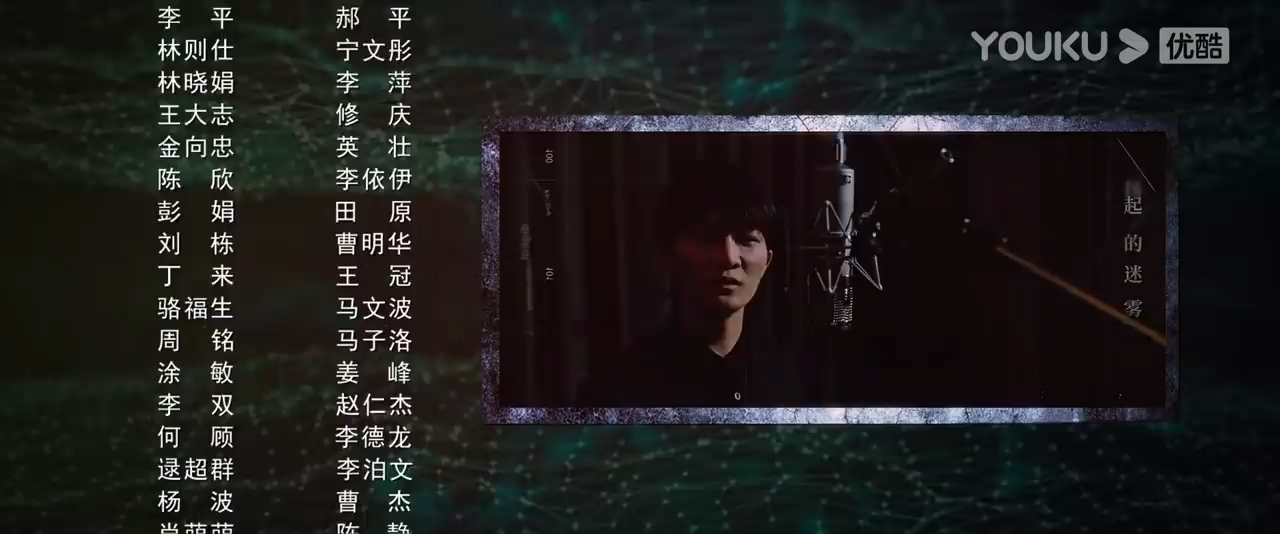 李 平 郝 平
林则仕 宁文彤
林晓娟 李 萍
王大志 修 庆
金向忠 英 壮
陈 欣 李依伊
彭 娟 田 原
刘 栋 曹明华
丁 来 王 冠
骆福生 马文波
周 铭 马子洛
涂 敏 姜 峰
李 双 赵仁杰
何 顾 李德龙
逯超群 李泊文
杨 波 曹 杰
YOUKU 优酷
起的迷雾